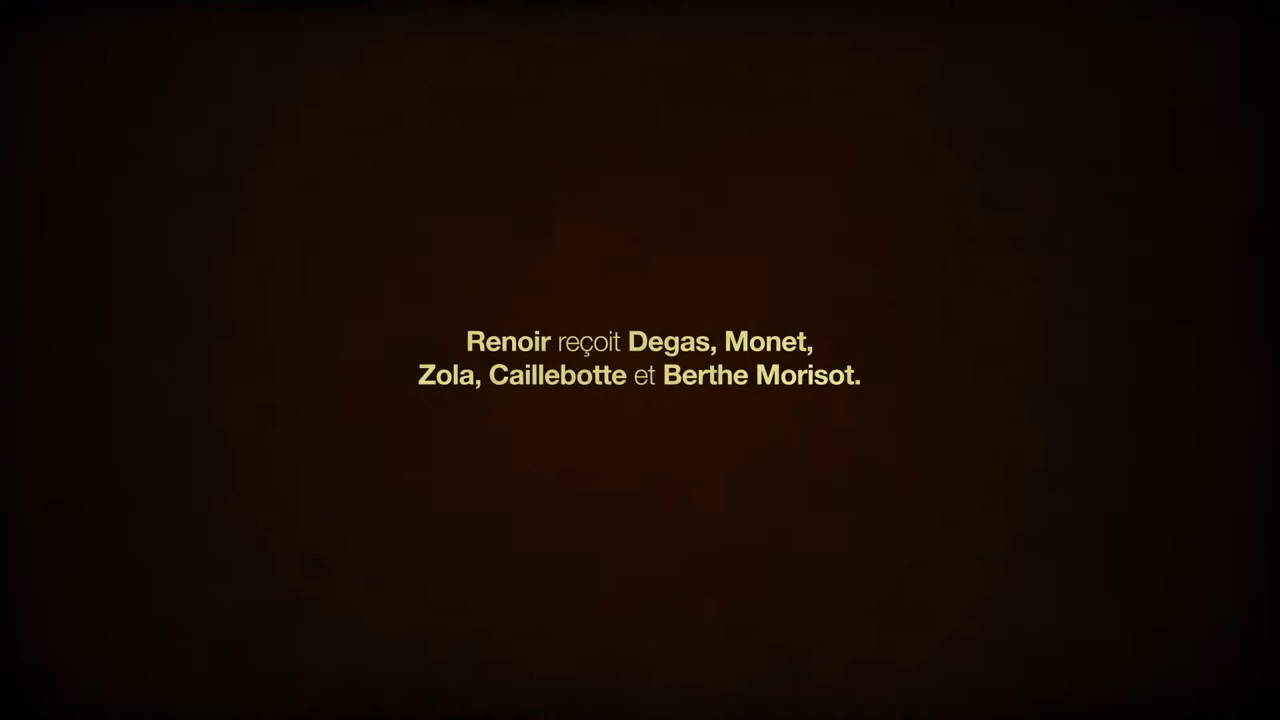 Renoir reçoit Degas, Monet,
Zola, Caillebotte et Berthe Morisot.